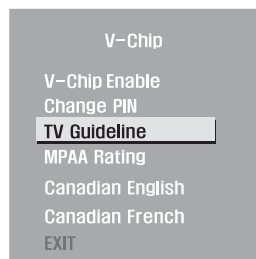 V-Chip
V-Chip Enable
Change PIN
TV Guideline
MPAA Rating
Canadian English
Canadian French
EXIT